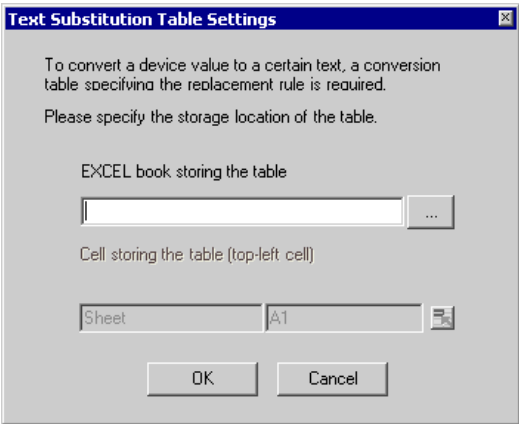 Text Substitution Table Settings
To convert a device value to a certain text, a conversion
table specifying the replacement rule is required.
Please specify the storage location of the table.
EXCEL book storing the table
...
Cell storing the table (top-left cell)
Sheet A1
OK Cancel